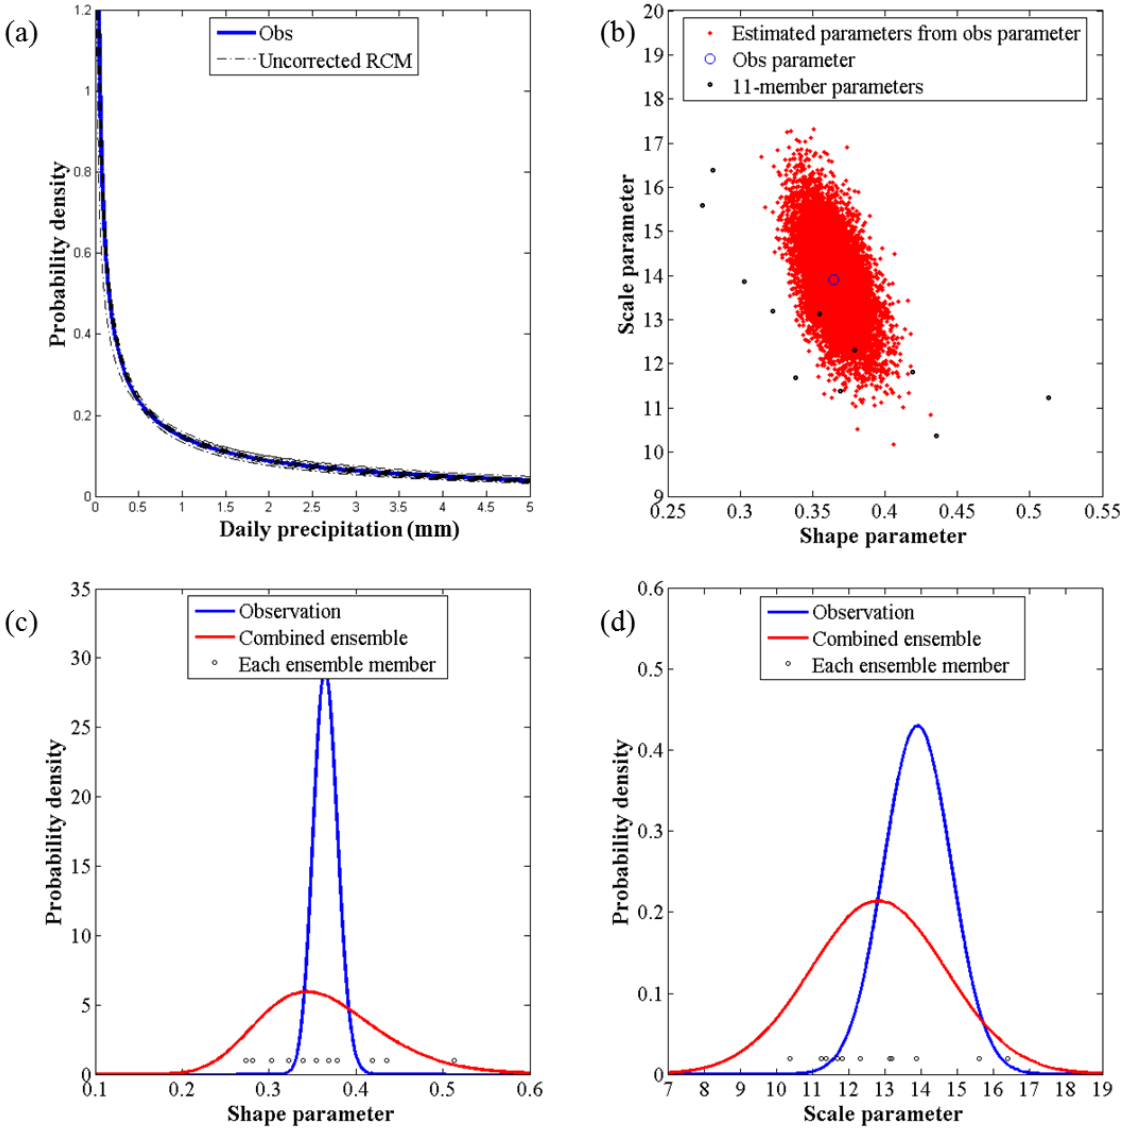 (a)
1.2
1
0.8
0.6
0.4
0.2
0
Probability density
Obs
Uncorrected RCM
0 0.5 1 1.5 2 2.5 3 3.5 4 4.5 5
Daily precipitation (mm)
(b)
20
19
18
17
16
15
14
13
12
11
10
9
Scale parameter
Estimated parameters from obs parameter
Obs parameter
11-member parameters
0.25 0.3 0.35 0.4 0.45 0.5 0.55
Shape parameter
(c)
35
30
25
20
15
10
5
0
Probability density
Observation
Combined ensemble
Each ensemble member
0.1 0.2 0.3 0.4 0.5 0.6
Shape parameter
(d)
0.6
0.5
0.4
0.3
0.2
0.1
0
Probability density
Observation
Combined ensemble
Each ensemble member
7 8 9 10 11 12 13 14 15 16 17 18 19
Scale parameter